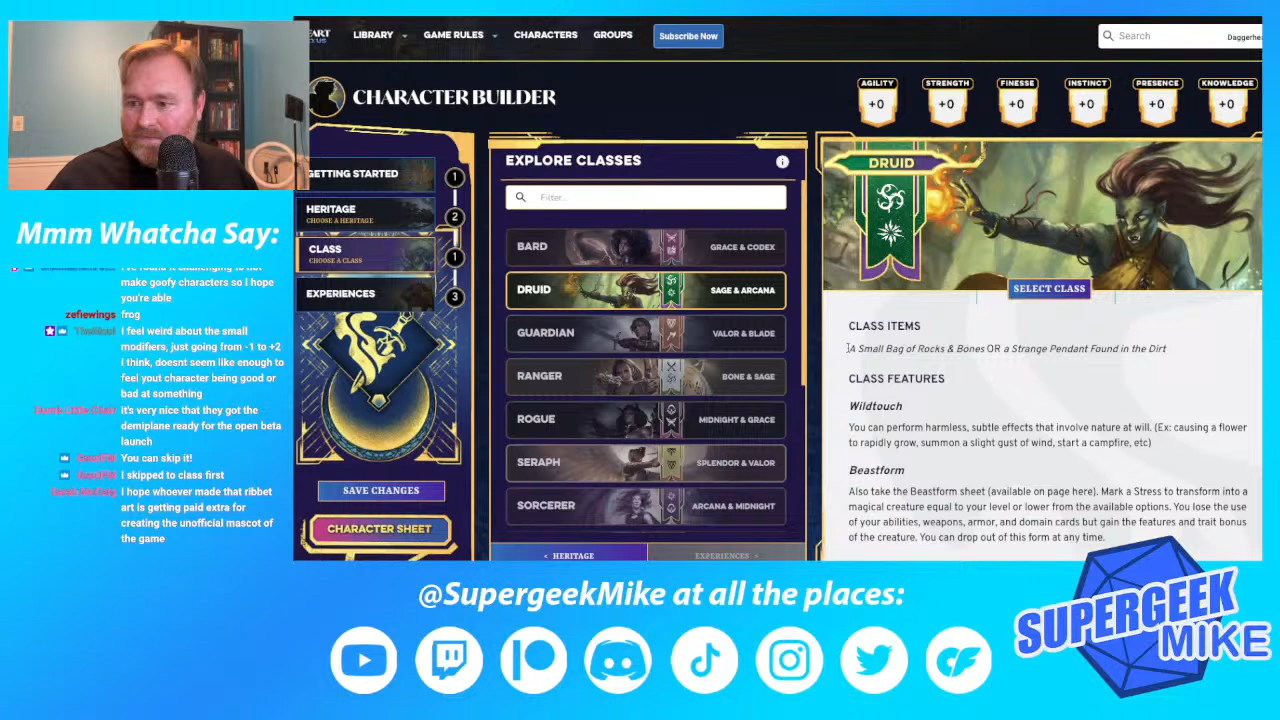 Mmm Whatcha Say:
make goofy characters so I hope
you're able
zefiewings frog
I feel weird about the small
modifiers, just going from -1 to +2
i think, doesnt seem like enough to
feel yout character being good or
bad at something
it's very nice that they got the
demiplane ready for the open beta
launch
You can skip it!
I skipped to class first
I hope whoever made that ribbet
art is getting paid extra for
creating the unofficial mascot of
the game
LIBRARY GAME RULES CHARACTERS GROUPS Subscribe Now Search
CHARACTER BUILDER
AGILITY STRENGTH FINESSE INSTINCT PRESENCE KNOWLEDGE
+0 +0 +0 +0 +0 +0
GETTING STARTED 1
HERITAGE
CHOOSE A HERITAGE 2
CLASS
CHOOSE A CLASS 1
EXPERIENCES 3
SAVE CHANGES
CHARACTER SHEET
EXPLORE CLASSES
Filter...
BARD GRACE & CODEX
DRUID SAGE & ARCANA
GUARDIAN VALOR & BLADE
RANGER BONE & SAGE
ROGUE MIDNIGHT & GRACE
SERAPH SPLENDOR & VALOR
SORCERER ARCANA & MIDNIGHT
< HERITAGE EXPERIENCES >
DRUID
SELECT CLASS
CLASS ITEMS
A Small Bag of Rocks & Bones OR a Strange Pendant Found in the Dirt
CLASS FEATURES
Wildtouch
You can perform harmless, subtle effects that involve nature at will. (Ex: causing a flower
to rapidly grow, summon a slight gust of wind, start a campfire, etc)
Beastform
Also take the Beastform sheet (available on page here). Mark a Stress to transform into a
magical creature equal to your level or lower from the available options. You lose the use
of your abilities, weapons, armor, and domain cards but gain the features and trait bonus
of the creature. You can drop out of this form at any time.
@SupergeekMike at all the places:
SUPERGEEK
MIKE